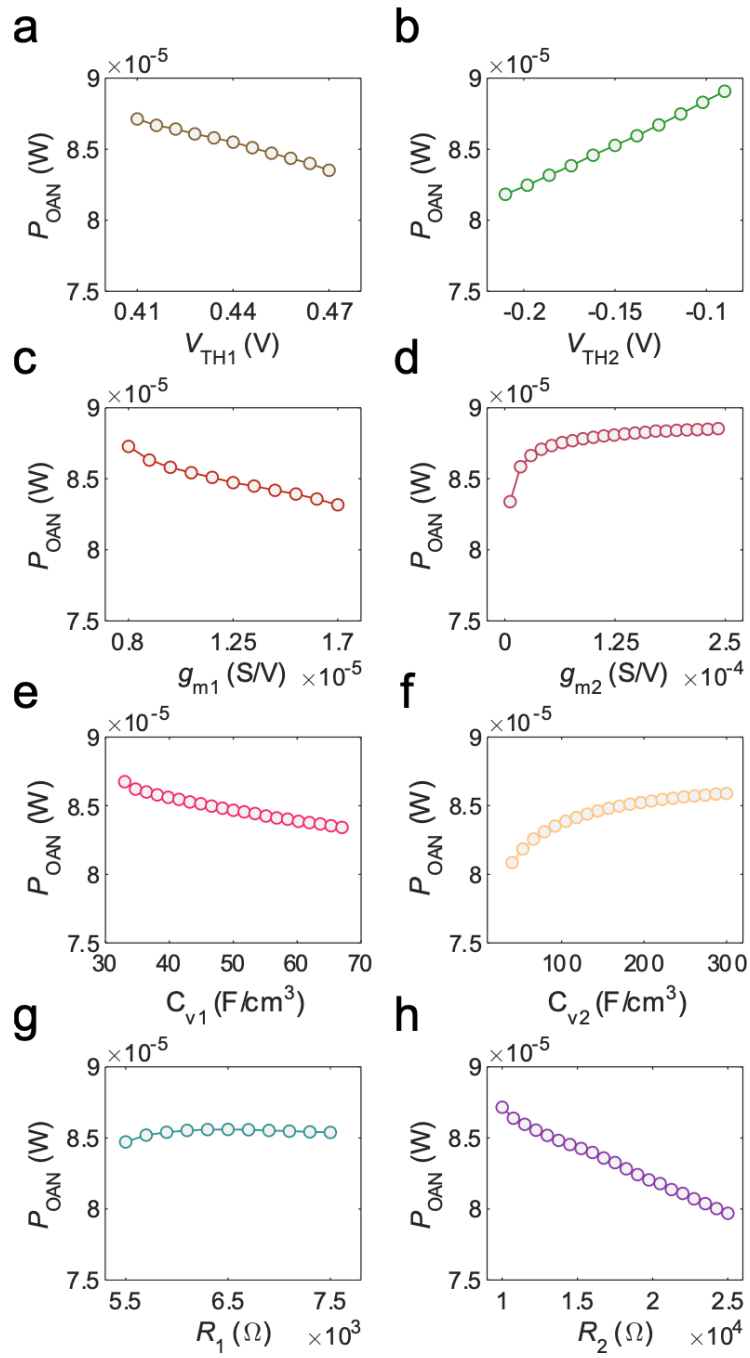 a
×10⁻⁵
9
8.5
8
7.5
P_OAN (W)
0.41 0.44 0.47
V_TH1 (V)
b
×10⁻⁵
9
8.5
8
7.5
P_OAN (W)
-0.2 -0.15 -0.1
V_TH2 (V)
c
×10⁻⁵
9
8.5
8
7.5
P_OAN (W)
0.8 1.25 1.7
g_m1 (S/V) ×10⁻⁵
d
×10⁻⁵
9
8.5
8
7.5
P_OAN (W)
0 1.25 2.5
g_m2 (S/V) ×10⁻⁴
e
×10⁻⁵
9
8.5
8
7.5
P_OAN (W)
30 40 50 60 70
C_v1 (F/cm³)
f
×10⁻⁵
9
8.5
8
7.5
P_OAN (W)
100 200 300
C_v2 (F/cm³)
g
×10⁻⁵
9
8.5
8
7.5
P_OAN (W)
5.5 6.5 7.5
R_1 (Ω) ×10³
h
×10⁻⁵
9
8.5
8
7.5
P_OAN (W)
1 1.5 2 2.5
R_2 (Ω) ×10⁴